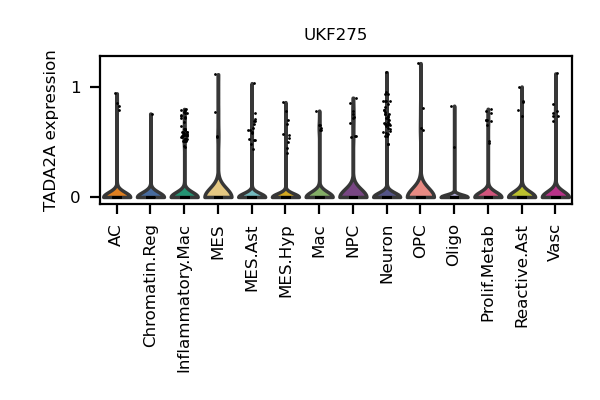 UKF275
TADA2A expression
1
0
AC
Chromatin.Reg
Inflammatory.Mac
MES
MES.Ast
MES.Hyp
Mac
NPC
Neuron
OPC
Oligo
Prolif.Metab
Reactive.Ast
Vasc